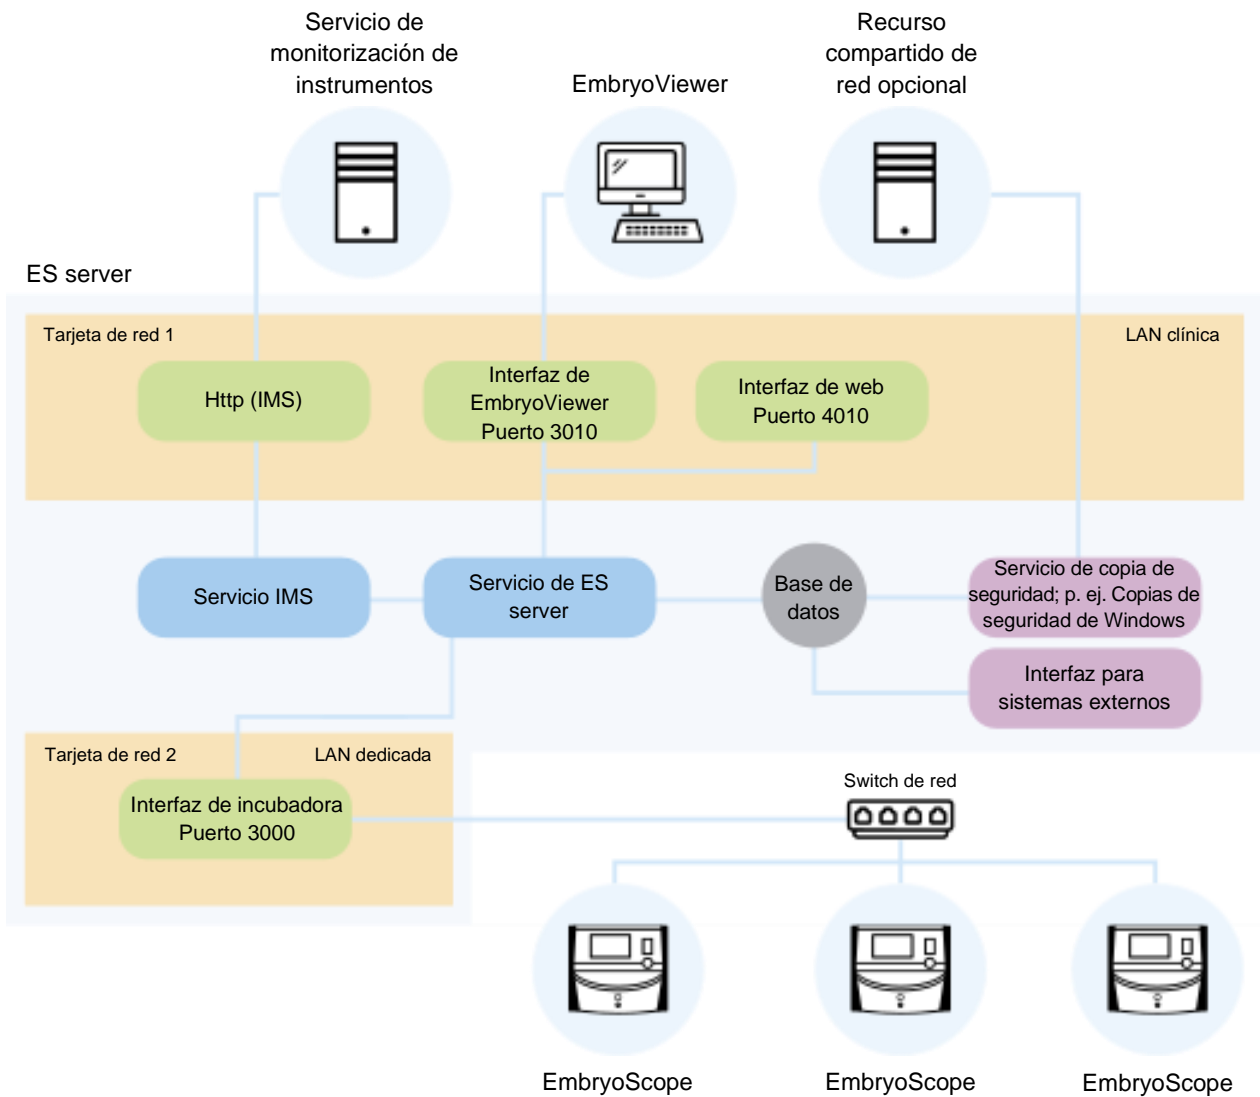 Servicio de
monitorización de
instrumentos
EmbryoViewer
Recurso
compartido de
red opcional
ES server
Tarjeta de red 1
LAN clínica
Http (IMS)
Interfaz de
EmbryoViewer
Puerto 3010
Interfaz de web
Puerto 4010
Servicio IMS
Servicio de ES
server
Base de
datos
Servicio de copia de
seguridad; p. ej. Copias de
seguridad de Windows
Interfaz para
sistemas externos
Tarjeta de red 2
LAN dedicada
Interfaz de incubadora
Puerto 3000
Switch de red
EmbryoScope
EmbryoScope
EmbryoScope